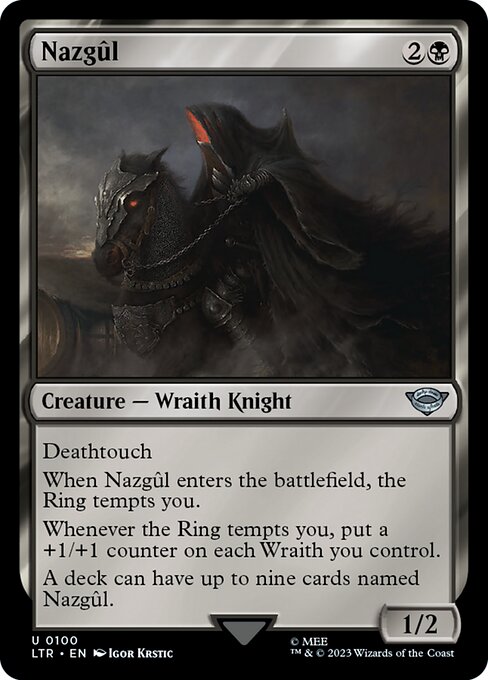 Nazgûl 2
Creature — Wraith Knight
Deathtouch
When Nazgûl enters the battlefield, the
Ring tempts you.
Whenever the Ring tempts you, put a
+1/+1 counter on each Wraith you control.
A deck can have up to nine cards named
Nazgûl.
1/2
U 0100
LTR • EN Igor Krstic
© MEE
™ & © 2023 Wizards of the Coast